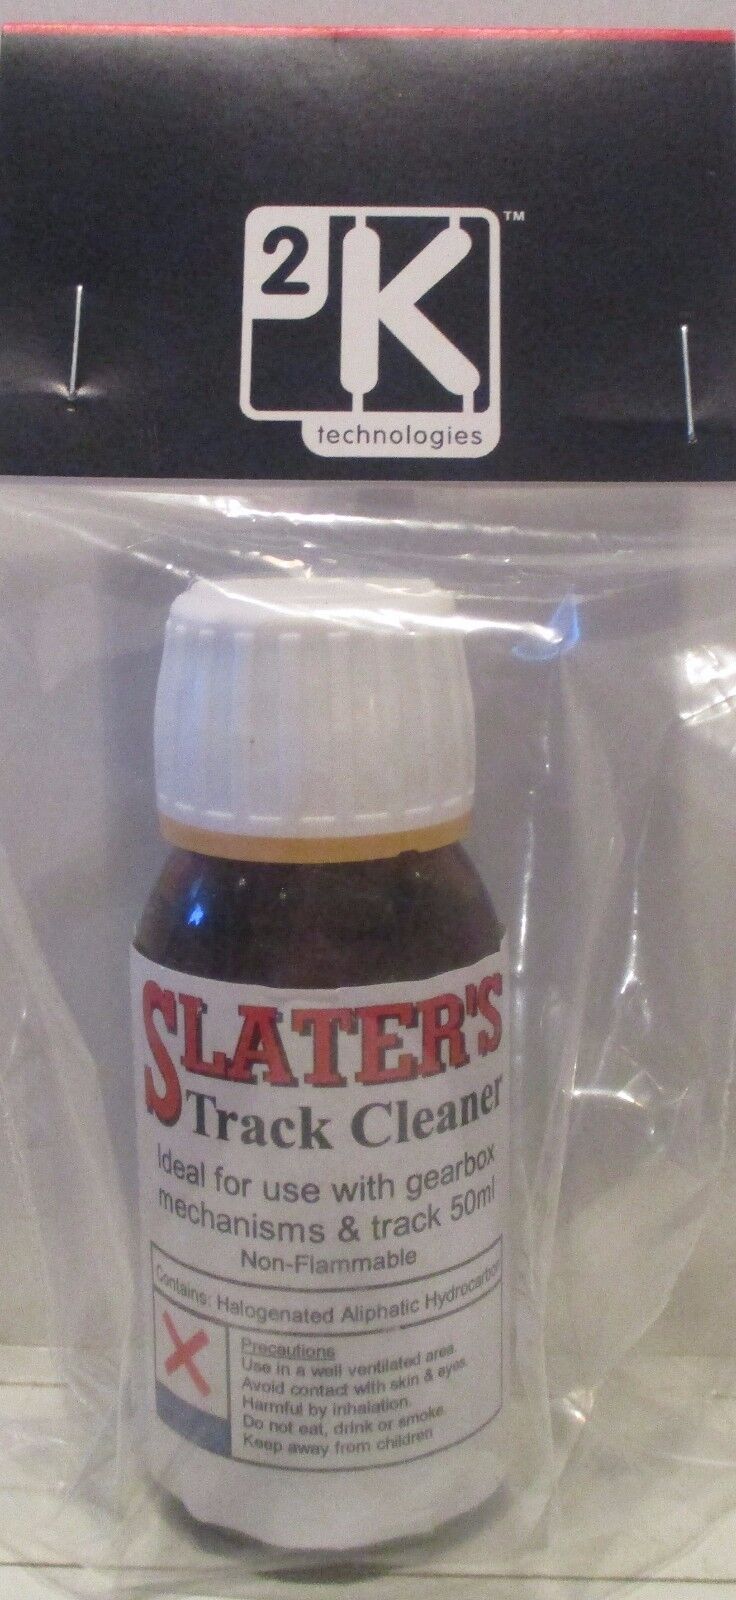 2K™
technologies
SLATER'S
Track Cleaner
Ideal for use with gearbox
mechanisms & track 50ml
Non-Flammable
Contains: Halogenated Aliphatic Hydrocarbon
Precautions
Use in a well ventilated area.
Avoid contact with skin & eyes.
Harmful by inhalation.
Do not eat, drink or smoke.
Keep away from children